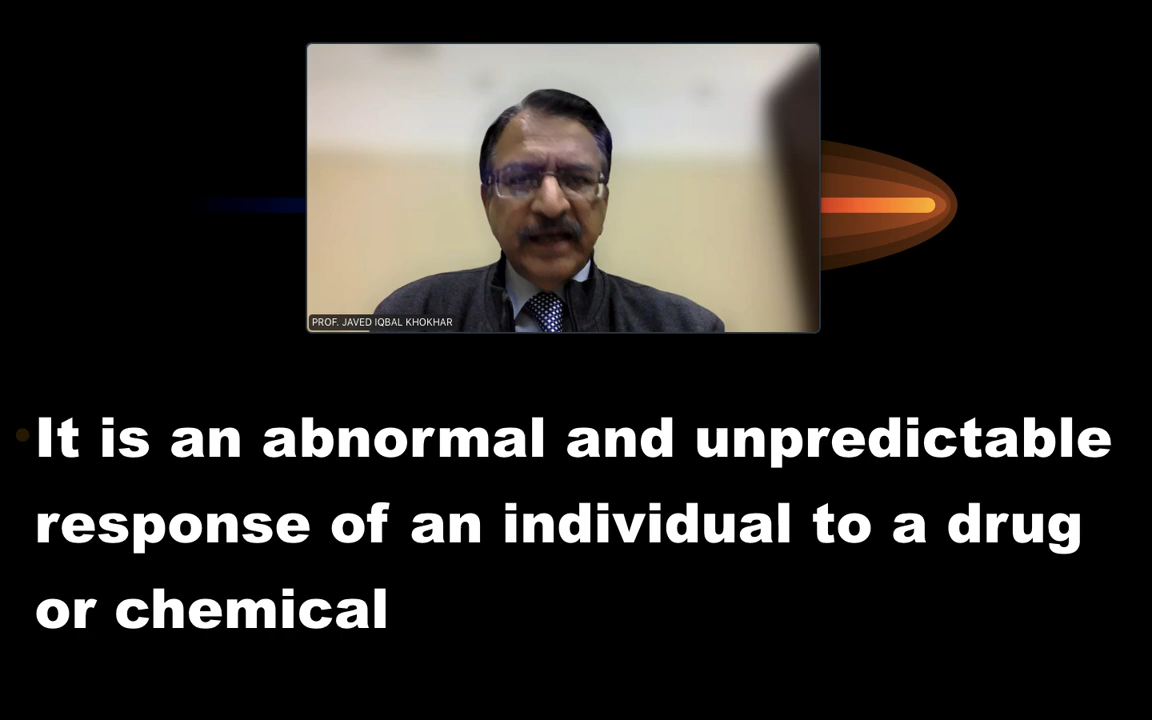 PROF. JAVED IQBAL KHOKHAR
It is an abnormal and unpredictable
response of an individual to a drug
or chemical